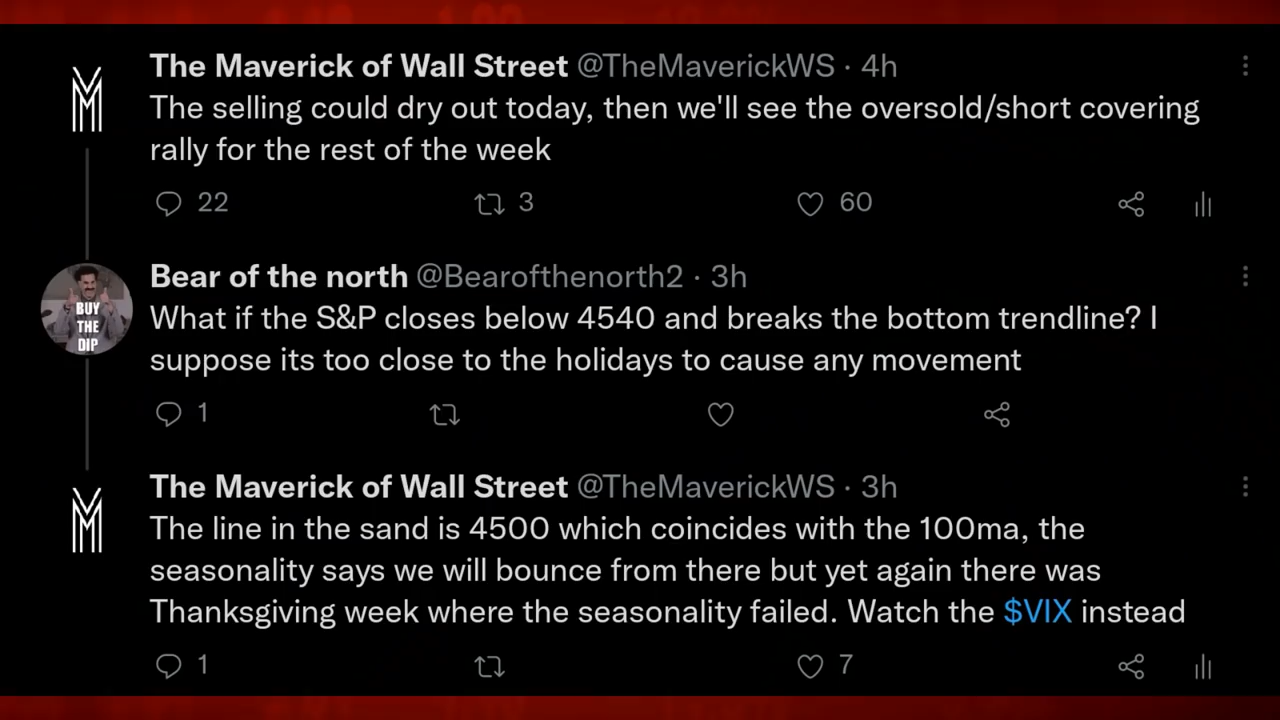 The Maverick of Wall Street @TheMaverickWS · 4h
The selling could dry out today, then we'll see the oversold/short covering
rally for the rest of the week
22 3 60
Bear of the north @Bearofthenorth2 · 3h
BUY
THE
DIP
What if the S&P closes below 4540 and breaks the bottom trendline? I
suppose its too close to the holidays to cause any movement
1
The Maverick of Wall Street @TheMaverickWS · 3h
The line in the sand is 4500 which coincides with the 100ma, the
seasonality says we will bounce from there but yet again there was
Thanksgiving week where the seasonality failed. Watch the $VIX instead
1 7